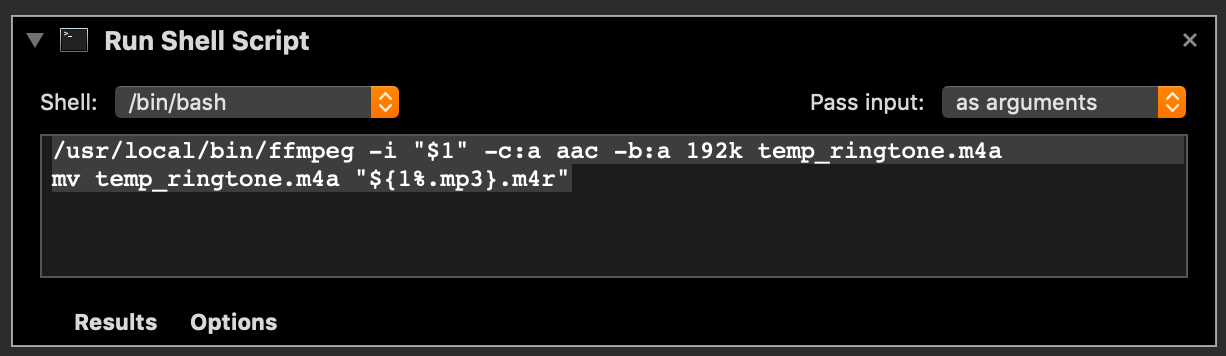 Run Shell Script
Shell: /bin/bash Pass input: as arguments
/usr/local/bin/ffmpeg -i "$1" -c:a aac -b:a 192k temp_ringtone.m4a
mv temp_ringtone.m4a "${1%.mp3}.m4r"
Results Options